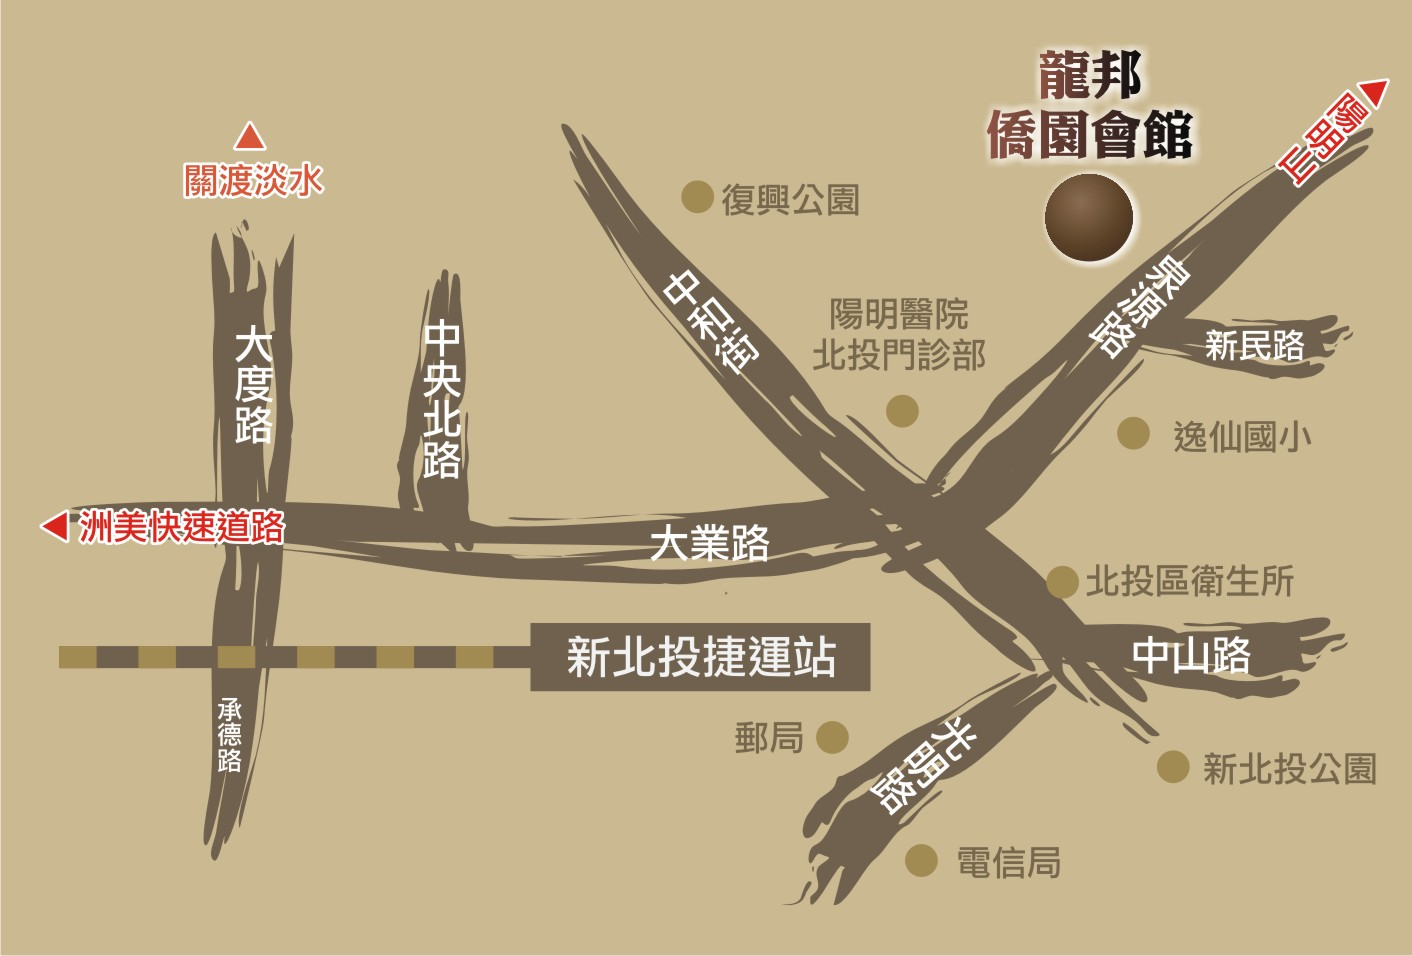 龍邦
僑園會館
陽明山
關渡淡水
復興公園
中和街
泉源路
陽明醫院
北投門診部
新民路
大度路
中央北路
逸仙國小
洲美快速道路
大業路
北投區衛生所
新北投捷運站
中山路
承德路
郵局
光明路
新北投公園
電信局